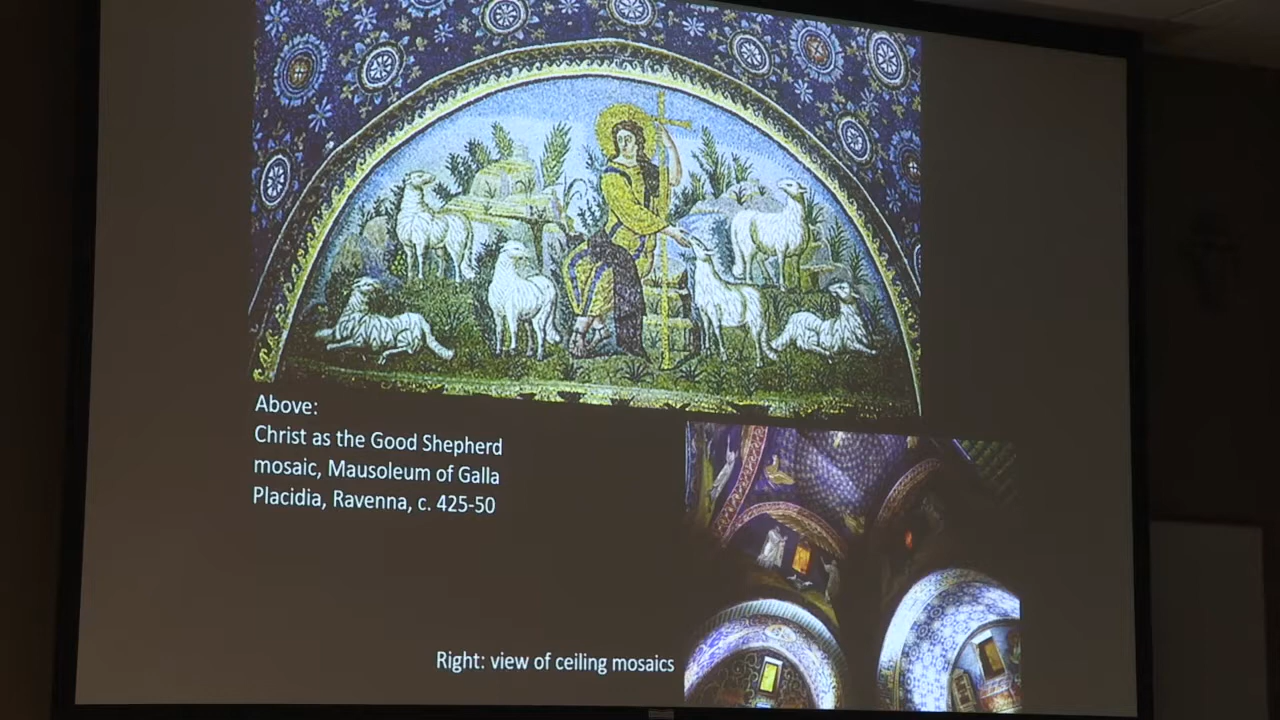 Above:
Christ as the Good Shepherd
mosaic, Mausoleum of Galla
Placidia, Ravenna, c. 425-50
Right: view of ceiling mosaics